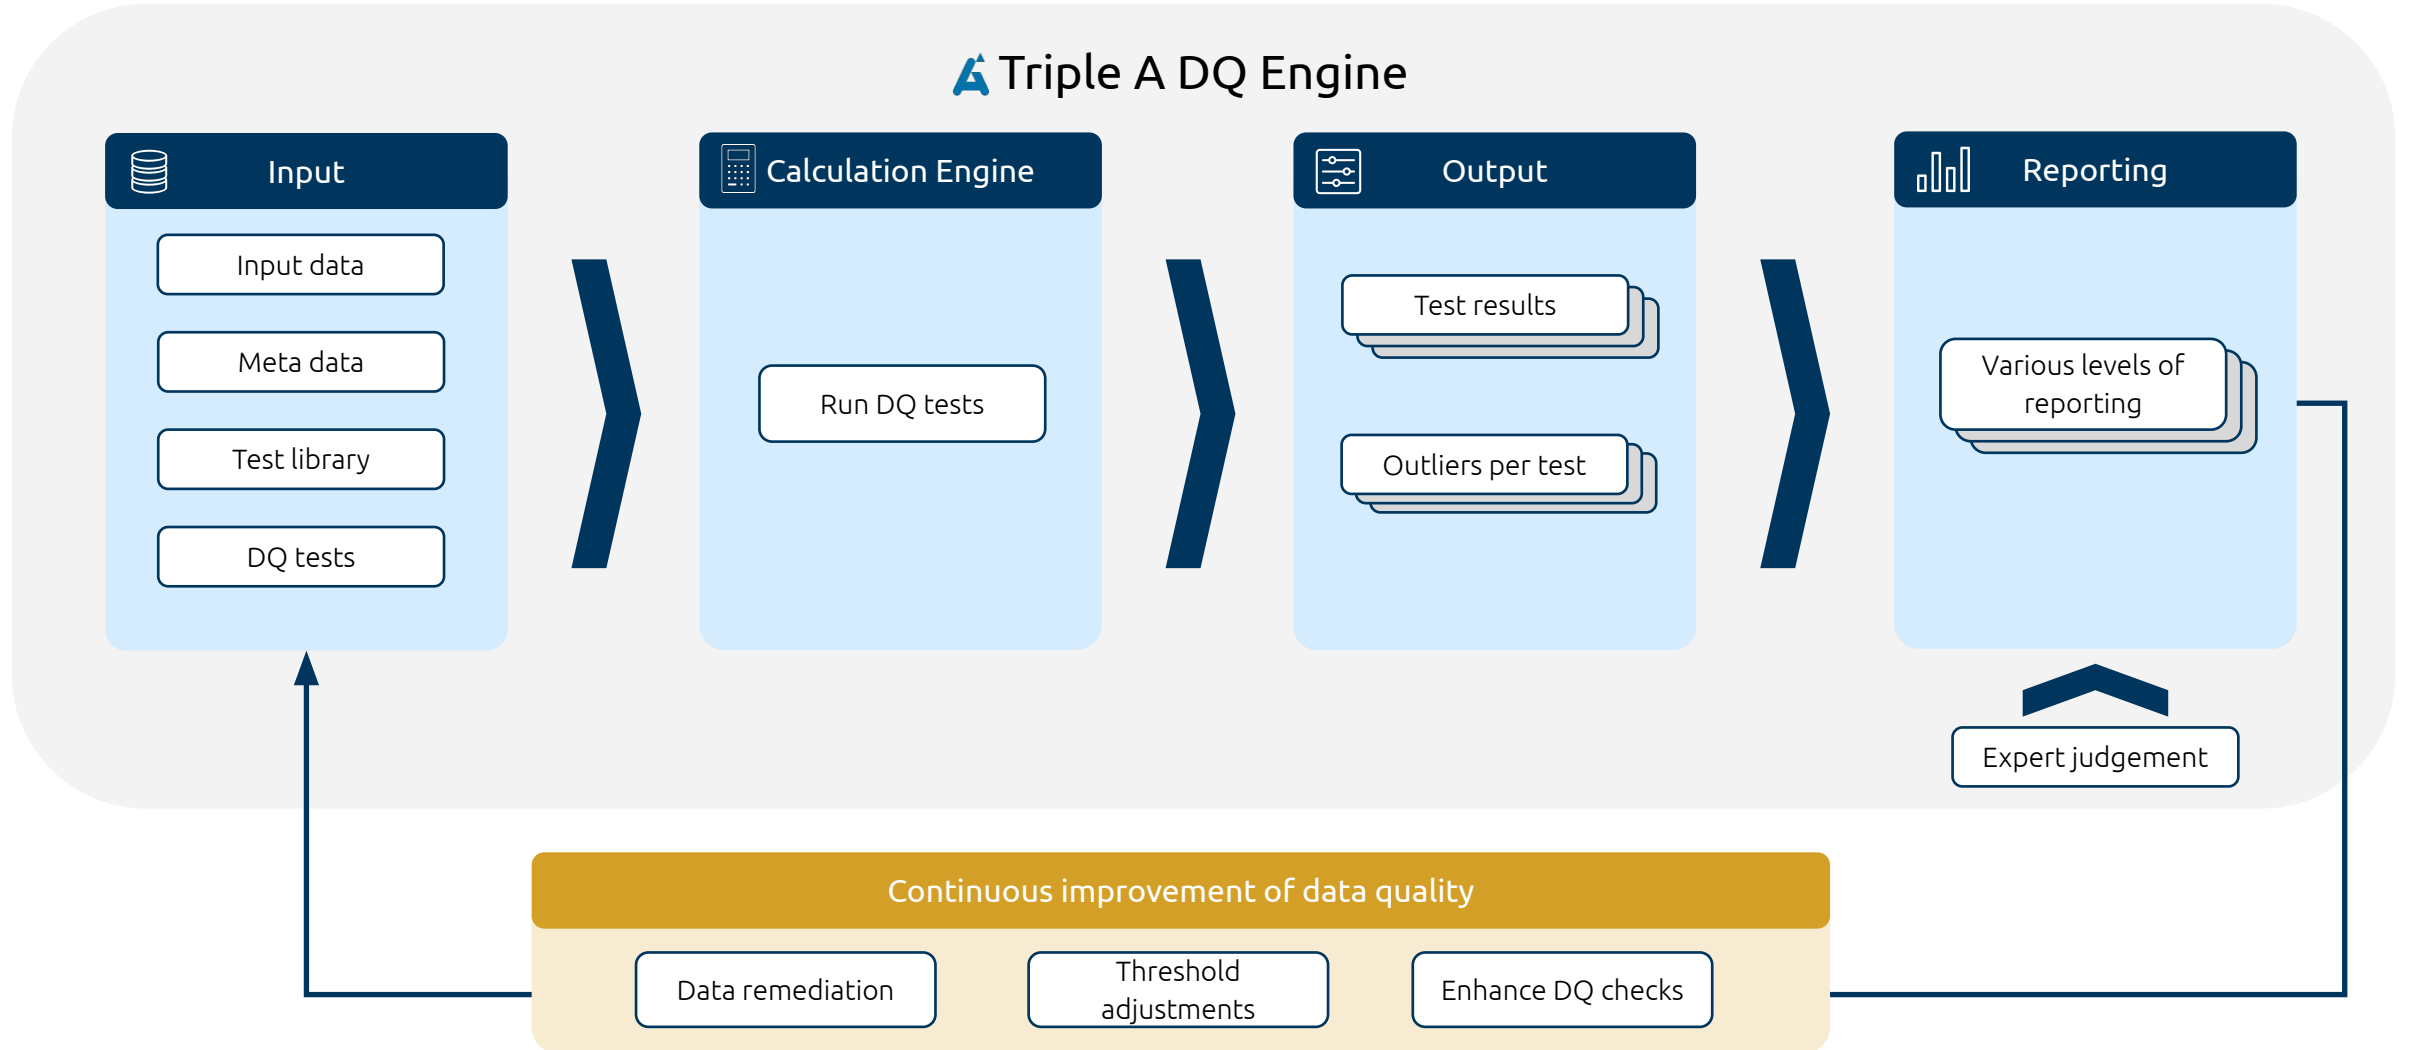 Triple A DQ Engine
Input
Input data
Meta data
Test library
DQ tests
Calculation Engine
Run DQ tests
Output
Test results
Outliers per test
Reporting
Various levels of
reporting
Expert judgement
Continuous improvement of data quality
Data remediation
Threshold
adjustments
Enhance DQ checks